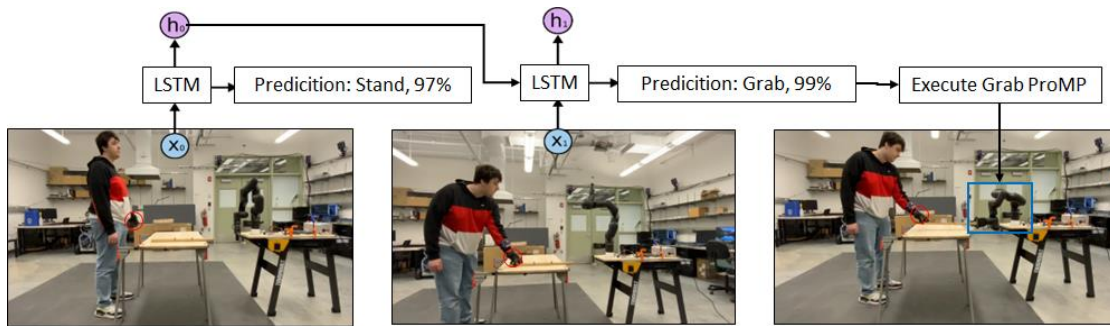 h₀
h₁
LSTM
Predicition: Stand, 97%
LSTM
Predicition: Grab, 99%
Execute Grab ProMP
x₀
x₁